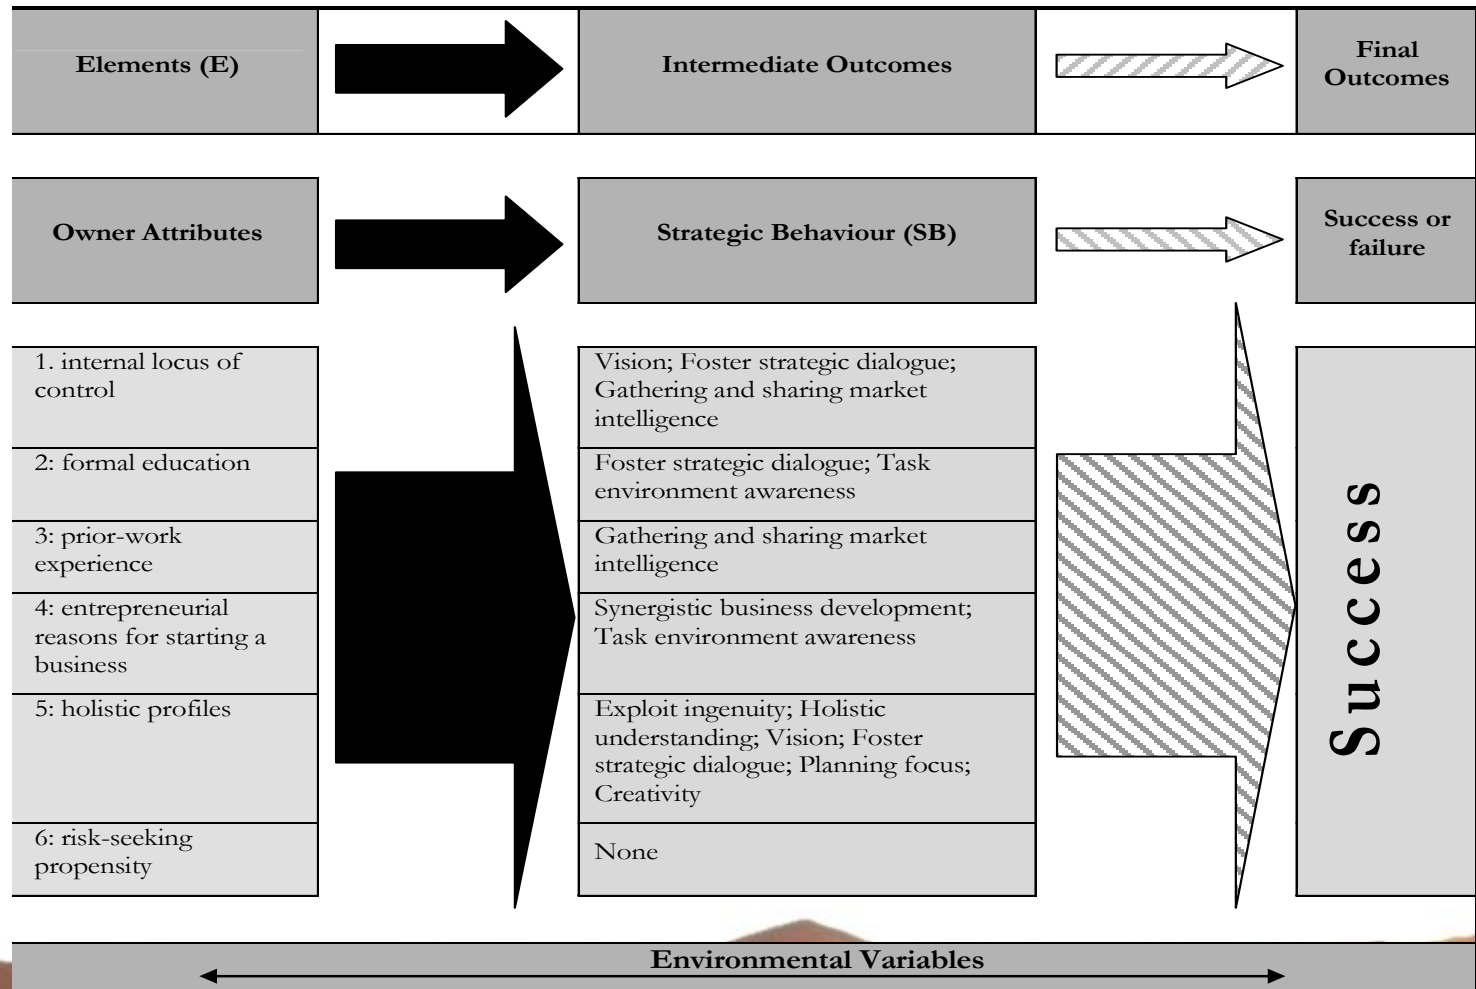 Elements (E)
Intermediate Outcomes
Final
Outcomes
Owner Attributes
Strategic Behaviour (SB)
Success or
failure
1. internal locus of
control
Vision; Foster strategic dialogue;
Gathering and sharing market
intelligence
2: formal education
Foster strategic dialogue; Task
environment awareness
3: prior-work
experience
Gathering and sharing market
intelligence
4: entrepreneurial
reasons for starting a
business
Synergistic business development;
Task environment awareness
5: holistic profiles
Exploit ingenuity; Holistic
understanding; Vision; Foster
strategic dialogue; Planning focus;
Creativity
6: risk-seeking
propensity
None
Success
Environmental Variables